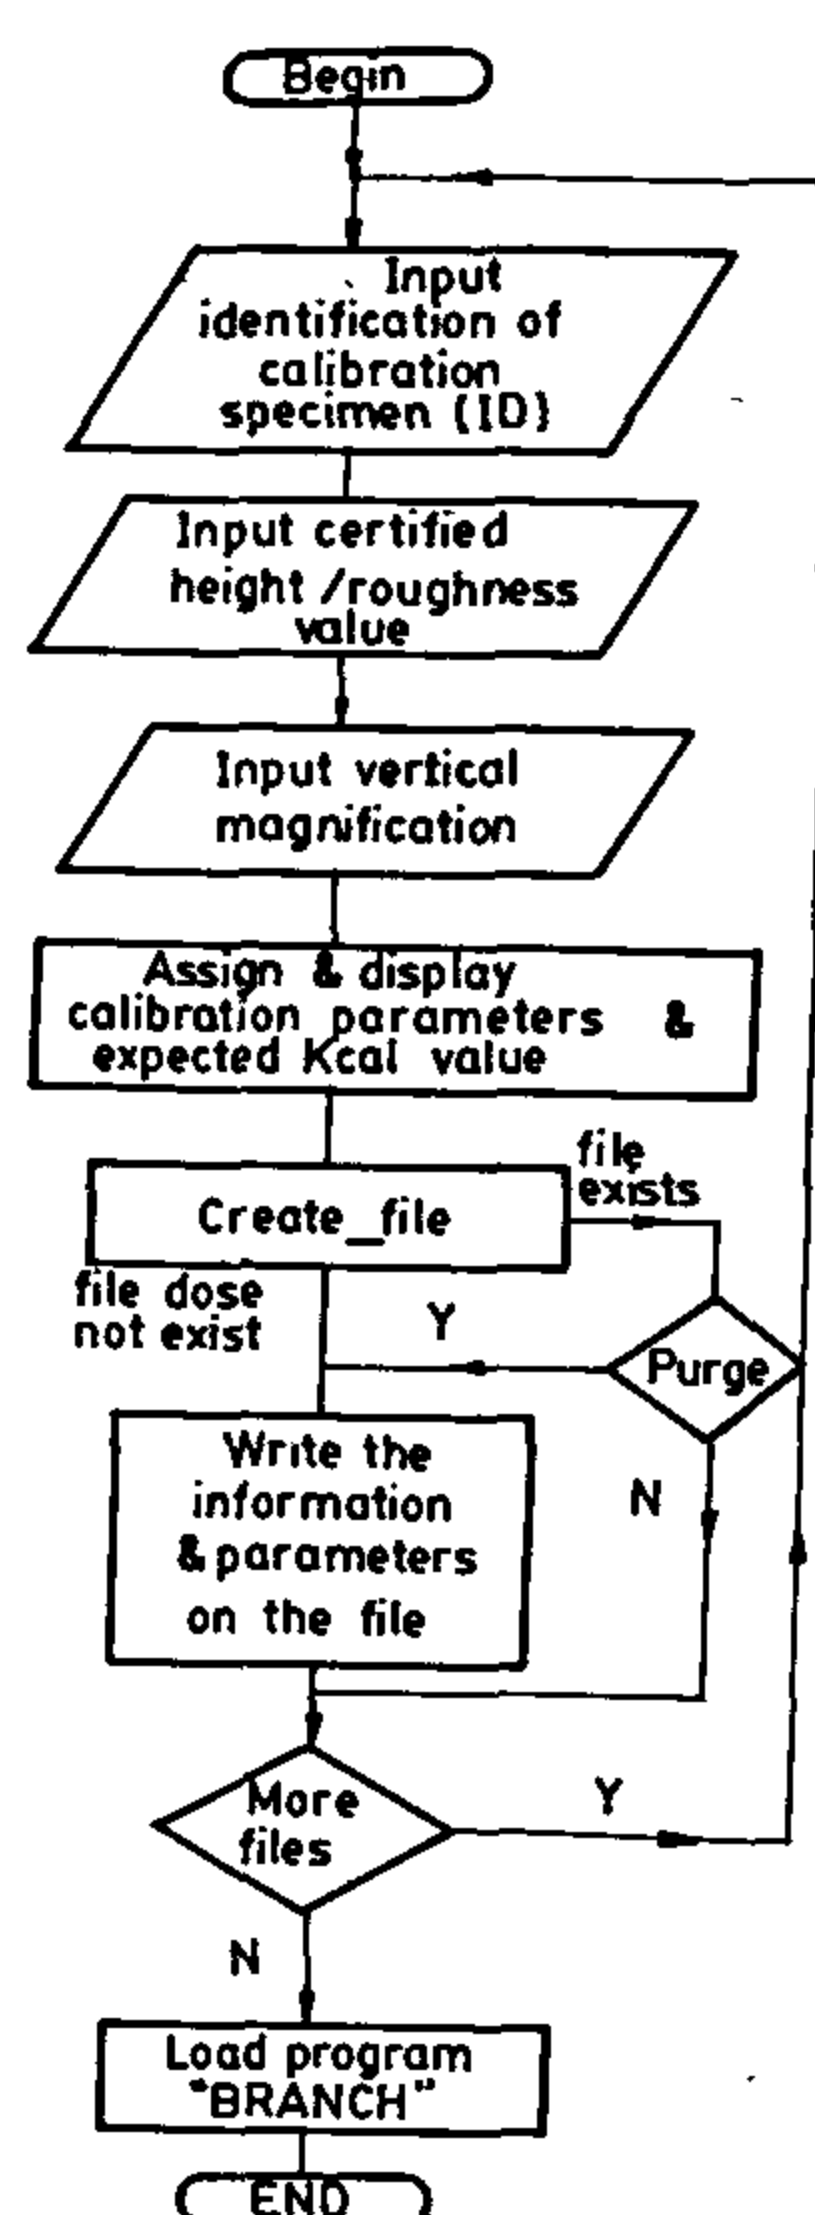 Begin
Input
identification of
calibration
specimen (ID)
Input certified
height /roughness
value
Input vertical
magnification
Assign & display
calibration parameters &
expected Kcal value
file
exists
Create_file
file dose
not exist
Y
Purge
Write the
information
& parameters
on the file
N
More
files
Y
N
Load program
"BRANCH"
END